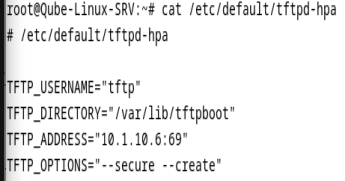 root@Qube-Linux-SRV:~# cat /etc/default/tftpd-hpa
# /etc/default/tftpd-hpa
TFTP_USERNAME="tftp"
TFTP_DIRECTORY="/var/lib/tftpboot"
TFTP_ADDRESS="10.1.10.6:69"
TFTP_OPTIONS="--secure --create"